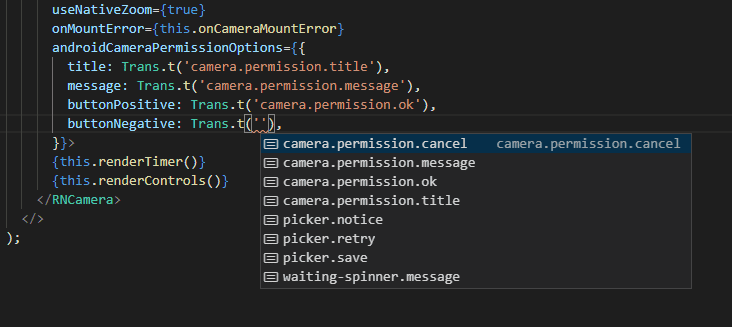 useNativeZoom={true}
onMountError={this.onCameraMountError}
androidCameraPermissionOptions={{
title: Trans.t('camera.permission.title'),
message: Trans.t('camera.permission.message'),
buttonPositive: Trans.t('camera.permission.ok'),
buttonNegative: Trans.t(''),
}}>
camera.permission.cancel camera.permission.cancel
{this.renderTimer()}
camera.permission.message
{this.renderControls()}
camera.permission.ok
</RNCamera>
camera.permission.title
</>
picker.notice
);
picker.retry
picker.save
waiting-spinner.message